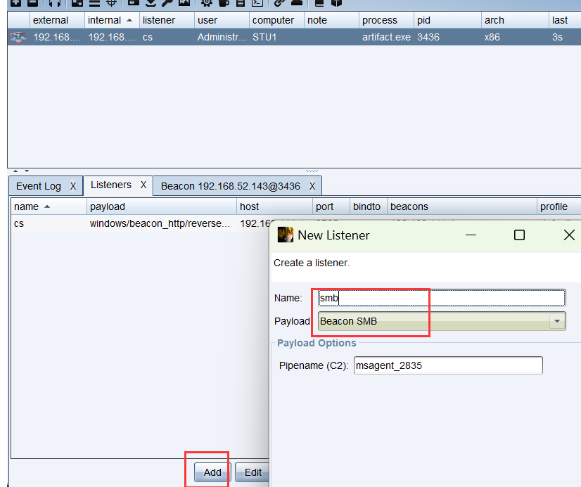 external internal listener user computer note process pid arch last
192.168.... 192.168.... cs Administr... STU1 artifact.exe 3436 x86 3s
Event Log X Listeners X Beacon 192.168.52.143@3436 X
name payload host port bindto beacons profile
cs windows/beacon_http/reverse... 192.16
New Listener
Create a listener.
Name: smb
Payload Beacon SMB
Payload Options
Pipename (C2): msagent_2835
Add Edit